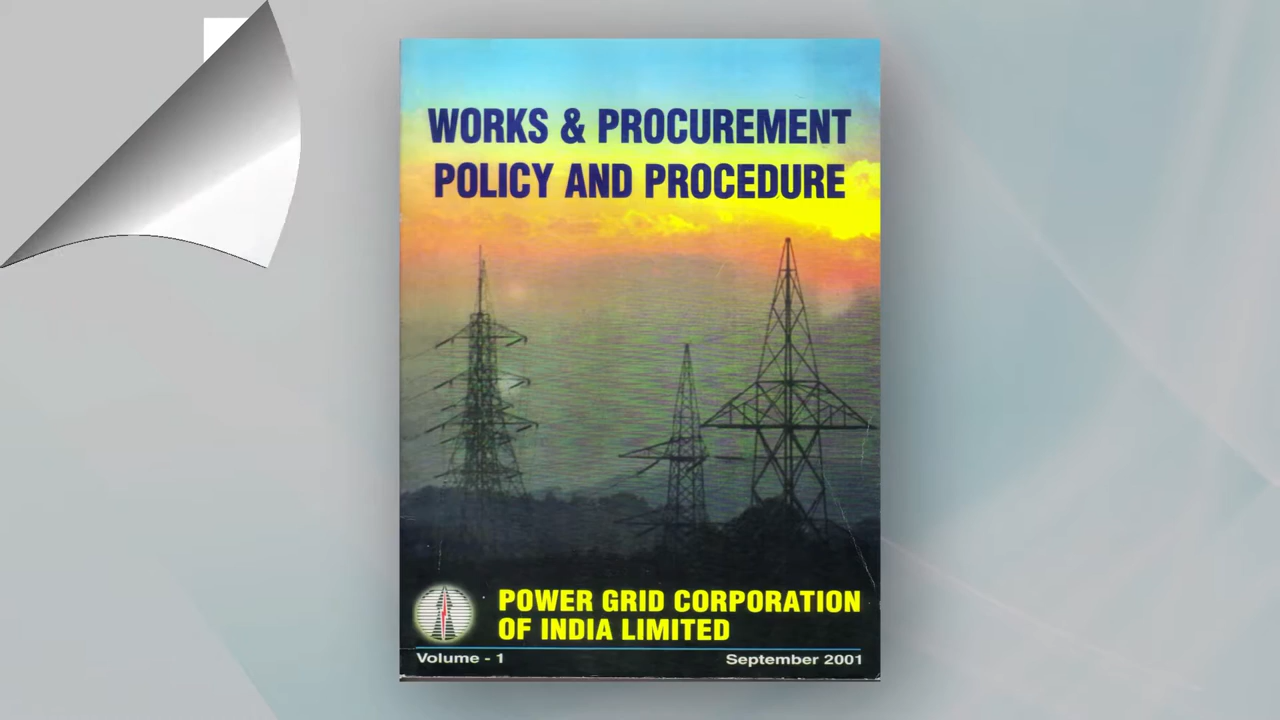 WORKS & PROCUREMENT
POLICY AND PROCEDURE
POWER GRID CORPORATION
OF INDIA LIMITED
Volume - 1
September 2001